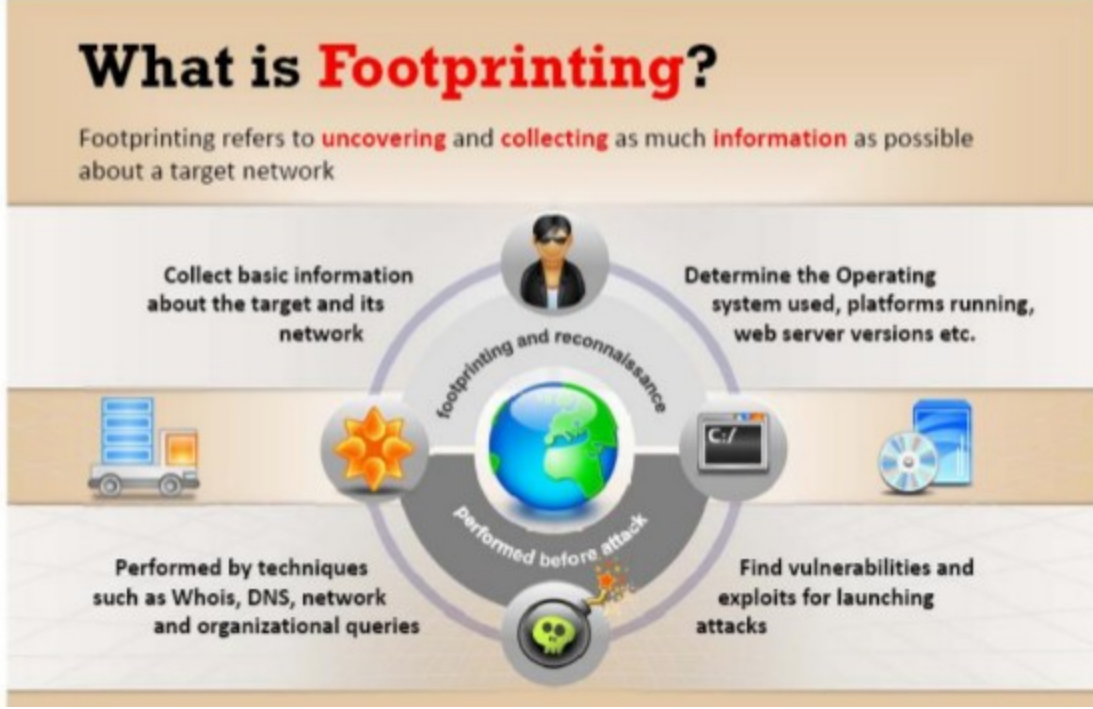 What is Footprinting?
Footprinting refers to uncovering and collecting as much information as possible
about a target network
Collect basic information
about the target and its
network
Determine the Operating
system used, platforms running,
web server versions etc.
footprinting and reconnaissance
C:/
performed before attack
Performed by techniques
such as Whois, DNS, network
and organizational queries
Find vulnerabilities and
exploits for launching
attacks